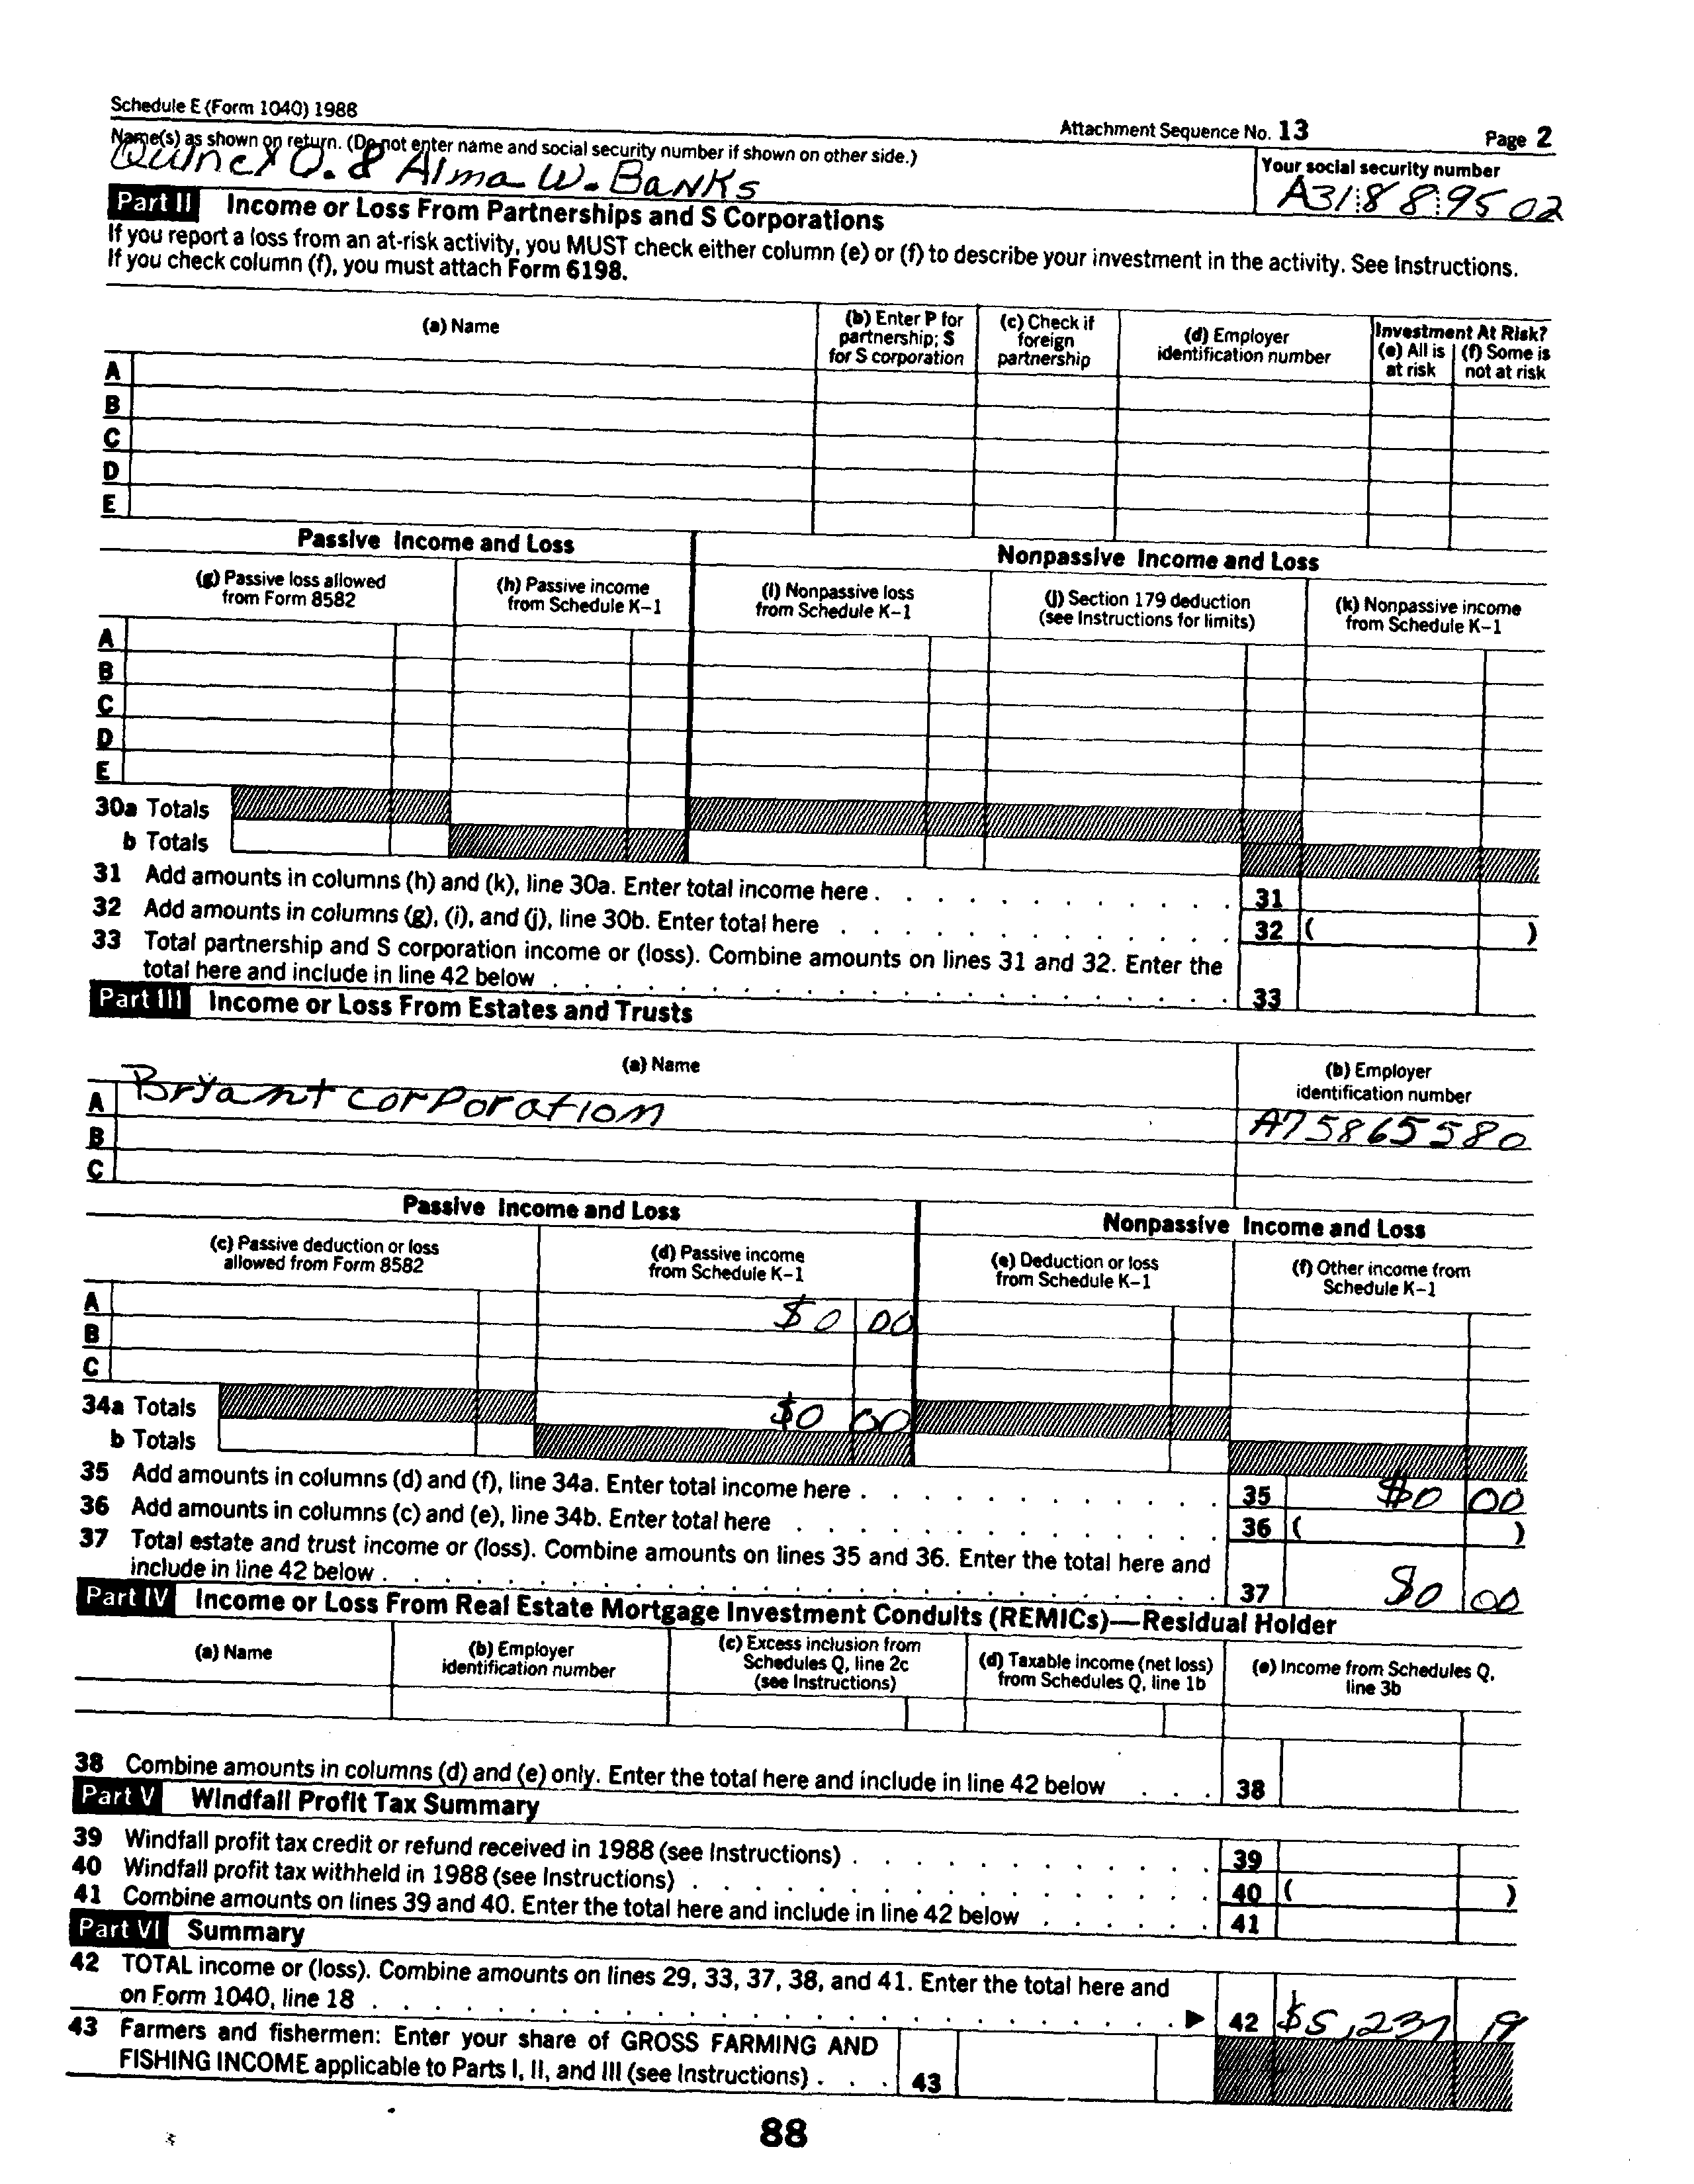 Schedule E (Form 1040) 1988
Attachment Sequence No. 13
Page 2
Name(s) as shown on return. (Do not enter name and social security number if shown on other side.)
O. & Alma W. Banks
Your social security number
A318 8 9502
Part II Income or Loss From Partnerships and S Corporations
If you report a loss from an at-risk activity, you MUST check either column (e) or (f) to describe your investment in the activity. See Instructions.
If you check column (f), you must attach Form 6198.
(a) Name
(b) Enter P for partnership; S for S corporation
(c) Check if foreign partnership
(d) Employer identification number
Investment At Risk?
(e) All is at risk
(f) Some is not at risk
A
B
C
D
E
Passive Income and Loss
Nonpassive Income and Loss
(g) Passive loss allowed from Form 8582
(h) Passive income from Schedule K-1
(i) Nonpassive loss from Schedule K-1
(j) Section 179 deduction (see Instructions for limits)
(k) Nonpassive income from Schedule K-1
A
B
C
D
E
30a Totals
b Totals
31 Add amounts in columns (h) and (k), line 30a. Enter total income here . . . 31
32 Add amounts in columns (g), (i), and (j), line 30b. Enter total here . . . 32 ( )
33 Total partnership and S corporation income or (loss). Combine amounts on lines 31 and 32. Enter the
total here and include in line 42 below . . . 33
Part III Income or Loss From Estates and Trusts
(a) Name
(b) Employer identification number
A Bryant corporation A75865580
B
C
Passive Income and Loss
Nonpassive Income and Loss
(c) Passive deduction or loss allowed from Form 8582
(d) Passive income from Schedule K-1
(e) Deduction or loss from Schedule K-1
(f) Other income from Schedule K-1
A $0 00
B
C
34a Totals $0 00
b Totals
35 Add amounts in columns (d) and (f), line 34a. Enter total income here . . . 35 $0 00
36 Add amounts in columns (c) and (e), line 34b. Enter total here . . . 36 ( )
37 Total estate and trust income or (loss). Combine amounts on lines 35 and 36. Enter the total here and
include in line 42 below . . . 37 $0 00
Part IV Income or Loss From Real Estate Mortgage Investment Conduits (REMICs)—Residual Holder
(a) Name
(b) Employer identification number
(c) Excess inclusion from Schedules Q, line 2c (see Instructions)
(d) Taxable income (net loss) from Schedules Q, line 1b
(e) Income from Schedules Q, line 3b
38 Combine amounts in columns (d) and (e) only. Enter the total here and include in line 42 below . . . 38
Part V Windfall Profit Tax Summary
39 Windfall profit tax credit or refund received in 1988 (see Instructions) . . . 39
40 Windfall profit tax withheld in 1988 (see Instructions) . . . 40 ( )
41 Combine amounts on lines 39 and 40. Enter the total here and include in line 42 below . . . 41
Part VI Summary
42 TOTAL income or (loss). Combine amounts on lines 29, 33, 37, 38, and 41. Enter the total here and
on Form 1040, line 18 . . . ▶ 42 $5,237
43 Farmers and fishermen: Enter your share of GROSS FARMING AND
FISHING INCOME applicable to Parts I, II, and III (see Instructions) . . . 43
88